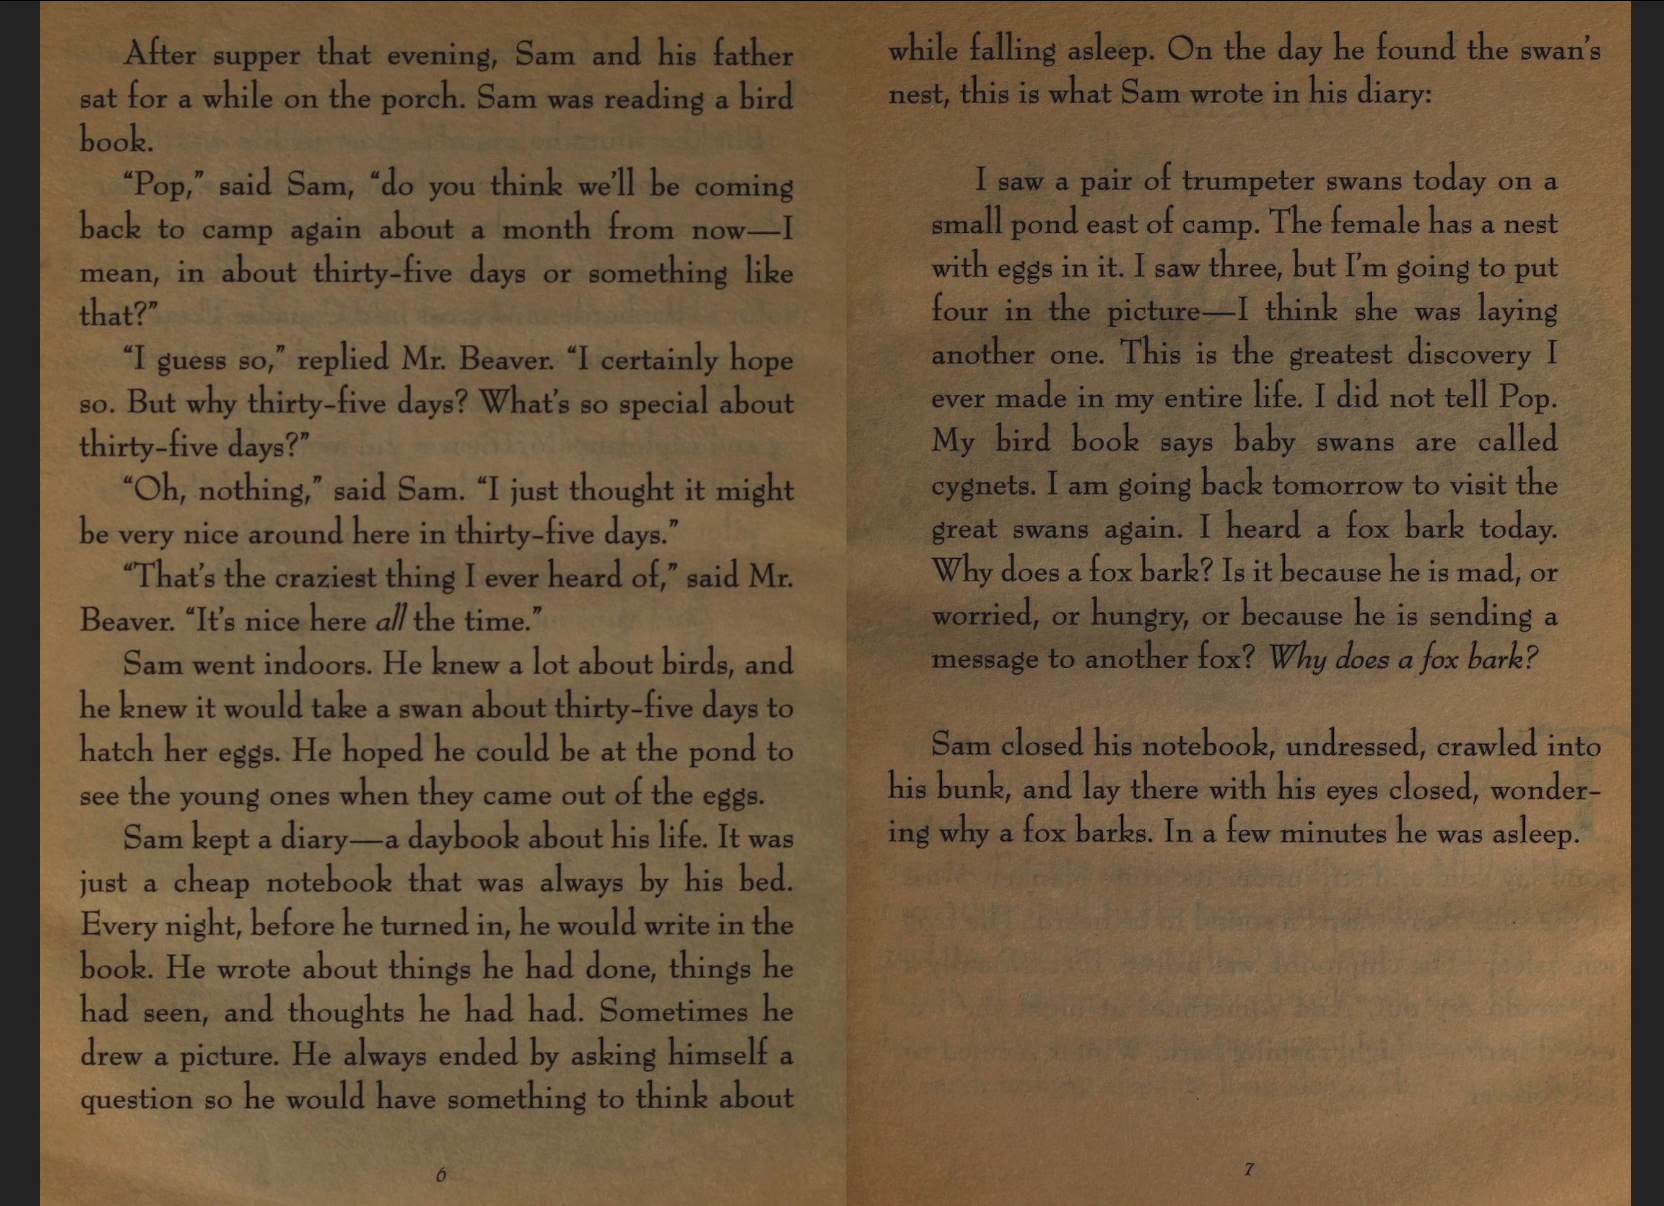 After supper that evening, Sam and his father
sat for a while on the porch. Sam was reading a bird
book.
“Pop,” said Sam, “do you think we’ll be coming
back to camp again about a month from now—I
mean, in about thirty-five days or something like
that?”
“I guess so,” replied Mr. Beaver. “I certainly hope
so. But why thirty-five days? What’s so special about
thirty-five days?”
“Oh, nothing,” said Sam. “I just thought it might
be very nice around here in thirty-five days.”
“That’s the craziest thing I ever heard of,” said Mr.
Beaver. “It’s nice here all the time.”
Sam went indoors. He knew a lot about birds, and
he knew it would take a swan about thirty-five days to
hatch her eggs. He hoped he could be at the pond to
see the young ones when they came out of the eggs.
Sam kept a diary—a daybook about his life. It was
just a cheap notebook that was always by his bed.
Every night, before he turned in, he would write in the
book. He wrote about things he had done, things he
had seen, and thoughts he had had. Sometimes he
drew a picture. He always ended by asking himself a
question so he would have something to think about
6
while falling asleep. On the day he found the swan’s
nest, this is what Sam wrote in his diary:
I saw a pair of trumpeter swans today on a
small pond east of camp. The female has a nest
with eggs in it. I saw three, but I’m going to put
four in the picture—I think she was laying
another one. This is the greatest discovery I
ever made in my entire life. I did not tell Pop.
My bird book says baby swans are called
cygnets. I am going back tomorrow to visit the
great swans again. I heard a fox bark today.
Why does a fox bark? Is it because he is mad, or
worried, or hungry, or because he is sending a
message to another fox? Why does a fox bark?
Sam closed his notebook, undressed, crawled into
his bunk, and lay there with his eyes closed, wonder-
ing why a fox barks. In a few minutes he was asleep.
7